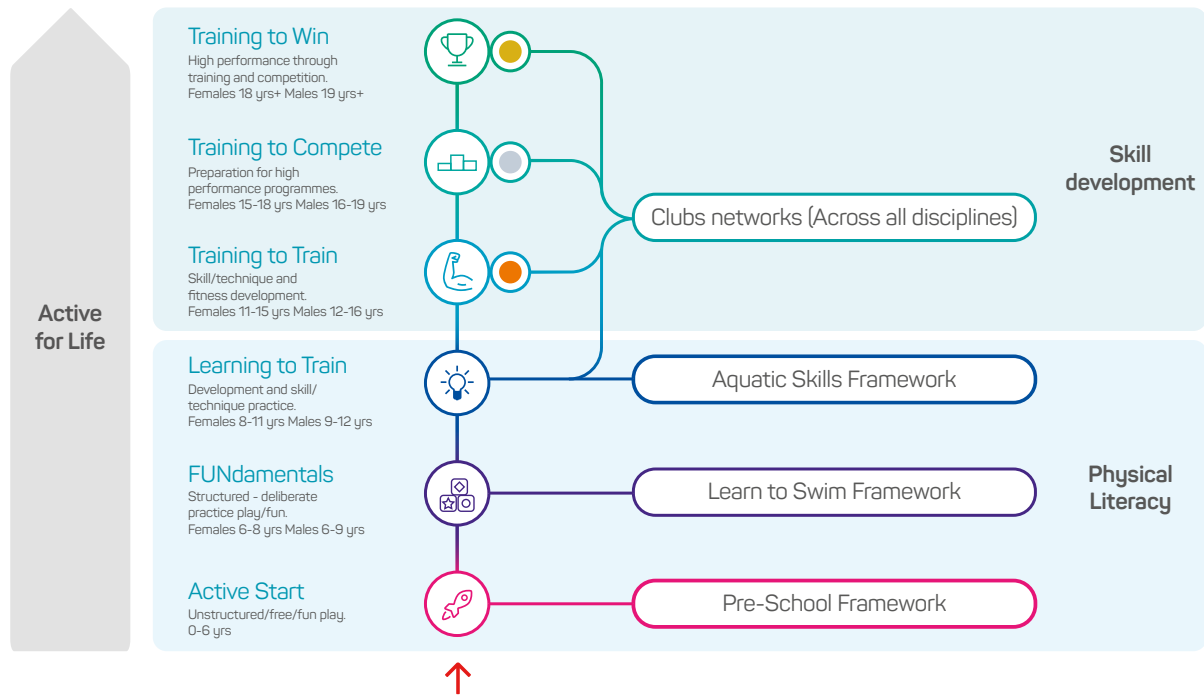 Training to Win
High performance through
training and competition.
Females 18 yrs+ Males 19 yrs+
Training to Compete
Preparation for high
performance programmes.
Females 15-18 yrs Males 16-19 yrs
Skill
development
Clubs networks (Across all disciplines)
Training to Train
Skill/technique and
fitness development.
Females 11-15 yrs Males 12-16 yrs
Active
for Life
Learning to Train
Development and skill/
technique practice.
Females 8-11 yrs Males 9-12 yrs
Aquatic Skills Framework
FUNdamentals
Structured - deliberate
practice play/fun.
Females 6-8 yrs Males 6-9 yrs
Learn to Swim Framework
Physical
Literacy
Active Start
Unstructured/free/fun play.
0-6 yrs
Pre-School Framework